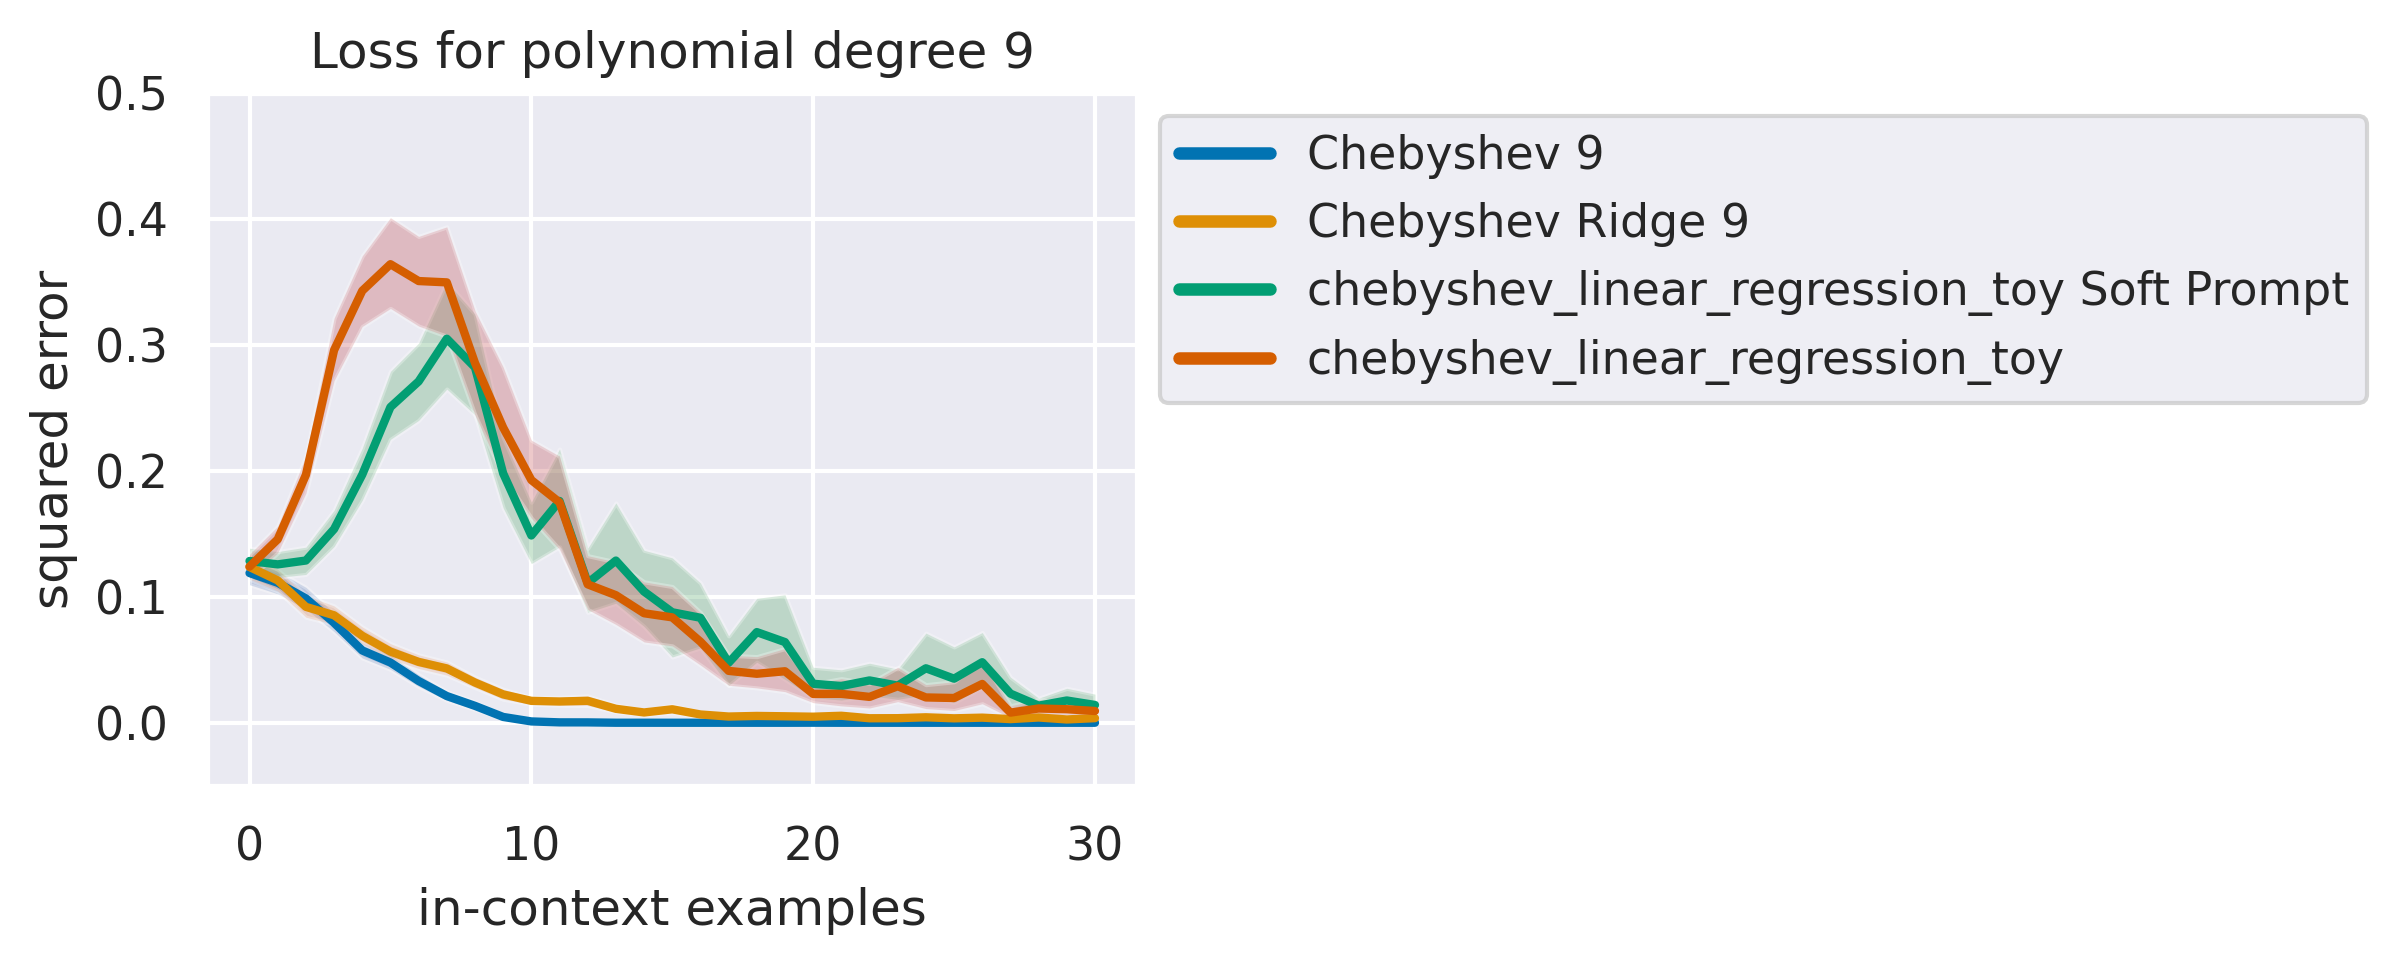 Loss for polynomial degree 9
0.5
0.4
0.3
0.2
0.1
0.0
squared error
0 10 20 30
in-context examples
Chebyshev 9
Chebyshev Ridge 9
chebyshev_linear_regression_toy Soft Prompt
chebyshev_linear_regression_toy